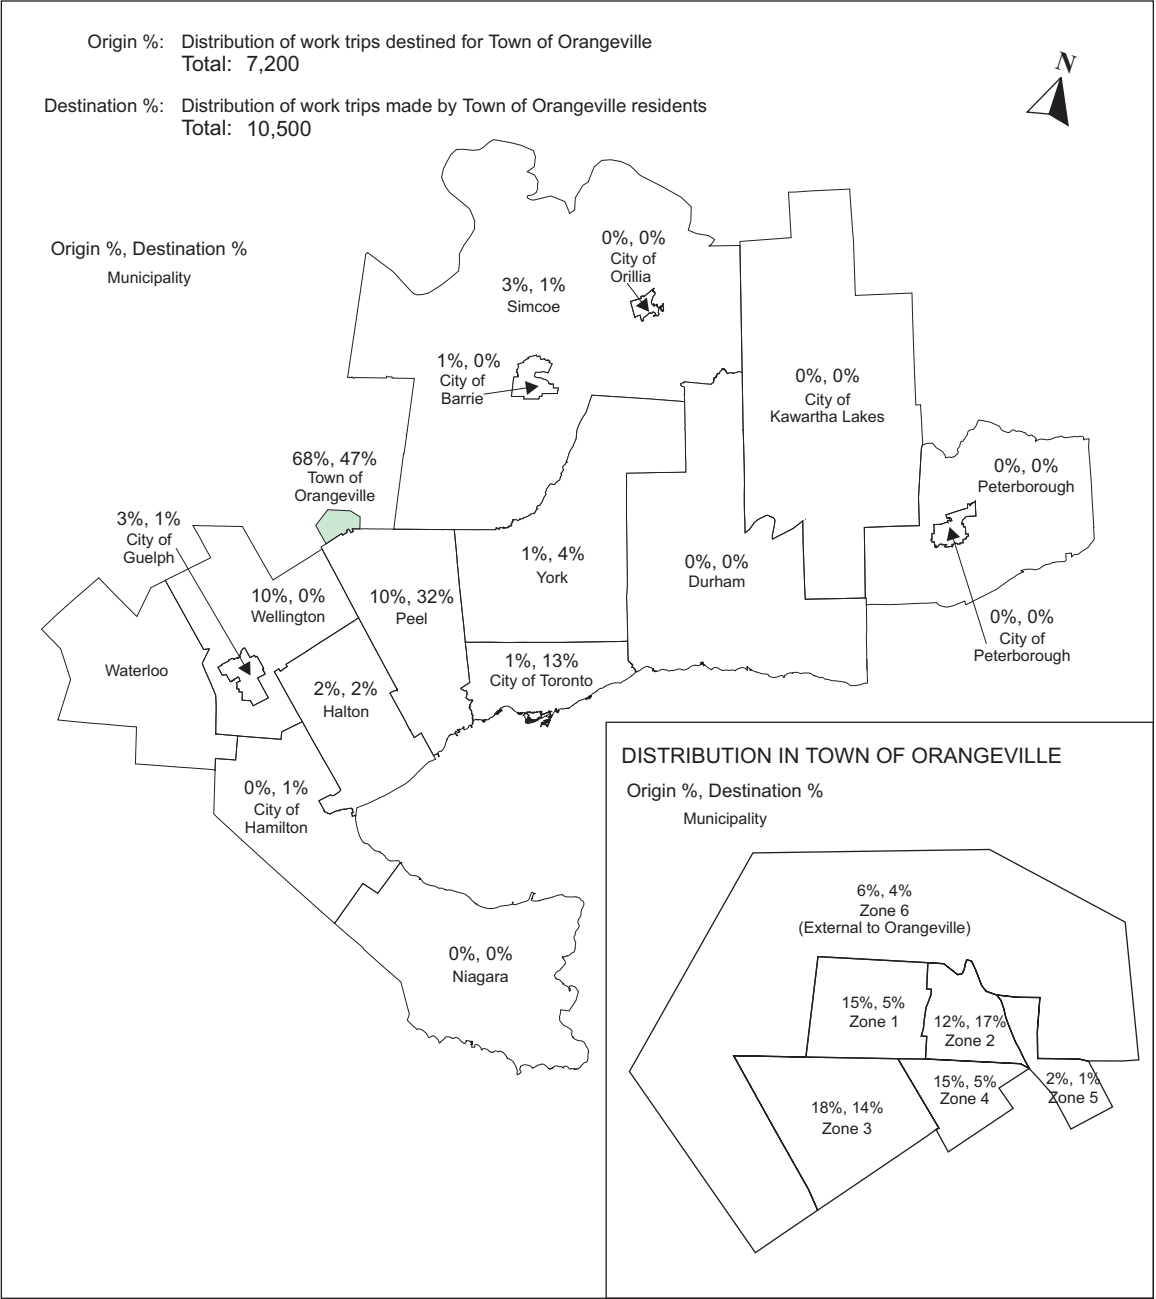 Origin %: Distribution of work trips destined for Town of Orangeville
Total: 7,200
N
Destination %: Distribution of work trips made by Town of Orangeville residents
Total: 10,500
Origin %, Destination %
Municipality
0%, 0%
City of
Orillia
3%, 1%
Simcoe
1%, 0%
City of
Barrie
0%, 0%
City of
Kawartha Lakes
68%, 47%
Town of
Orangeville
0%, 0%
Peterborough
3%, 1%
City of
Guelph
1%, 4%
York
0%, 0%
Durham
10%, 0%
Wellington
10%, 32%
Peel
0%, 0%
City of
Peterborough
Waterloo
1%, 13%
City of Toronto
2%, 2%
Halton
0%, 1%
City of
Hamilton
0%, 0%
Niagara
DISTRIBUTION IN TOWN OF ORANGEVILLE
Origin %, Destination %
Municipality
6%, 4%
Zone 6
(External to Orangeville)
15%, 5%
Zone 1
12%, 17%
Zone 2
18%, 14%
Zone 3
15%, 5%
Zone 4
2%, 1%
Zone 5